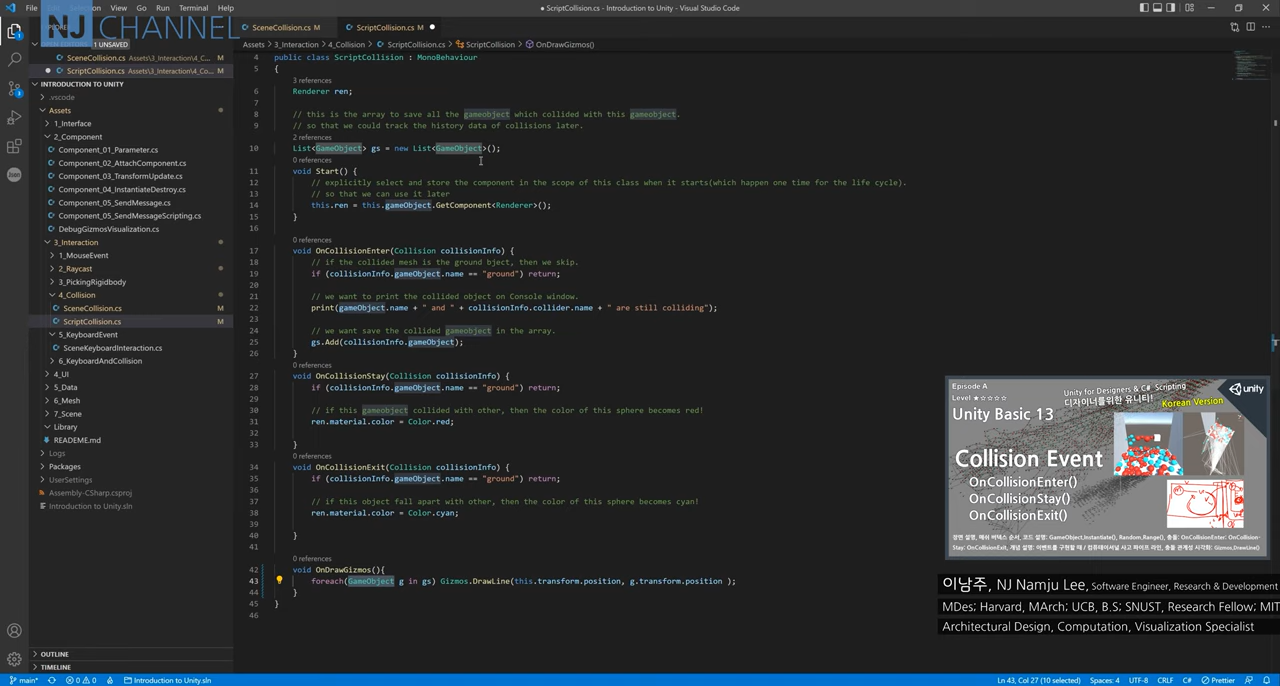 File
Edit
Selection
View
Go
Run
Terminal
Help
● ScriptCollision.cs - Introduction to Unity - Visual Studio Code
NJ CHANNEL
1 UNSAVED
SceneCollision.cs Assets\3_Interaction\4_C... M
● ScriptCollision.cs Assets\3_Interaction\4_Co... M
INTRODUCTION TO UNITY
.vscode
Assets
1_Interface
2_Component
Component_01_Parameter.cs
Component_02_AttachComponent.cs
Component_03_TransformUpdate.cs
Component_04_InstantiateDestroy.cs
Component_05_SendMessage.cs
Component_05_SendMessageScripting.cs
DebugGizmosVisualization.cs
3_Interaction
1_MouseEvent
2_Raycast
3_PickingRigidbody
4_Collision
SceneCollision.cs M
ScriptCollision.cs M
5_KeyboardEvent
SceneKeyboardInteraction.cs
6_KeyboardAndCollision
4_UI
5_Data
6_Mesh
7_Scene
Library
README.md
Logs
Packages
UserSettings
Assembly-CSharp.csproj
Introduction to Unity.sln
OUTLINE
TIMELINE
SceneCollision.cs M
ScriptCollision.cs M ●
Assets > 3_Interaction > 4_Collision > ScriptCollision.cs > ScriptCollision > OnDrawGizmos()
4 public class ScriptCollision : MonoBehaviour
5 {
3 references
6 Renderer ren;
7
8 // this is the array to save all the gameobject which collided with this gameobject.
9 // so that we could track the history data of collisions later.
2 references
10 List<GameObject> gs = new List<GameObject>();
0 references
11 void Start() {
12 // explicitly select and store the component in the scope of this class when it starts(which happen one time for the life cycle).
13 // so that we can use it later
14 this.ren = this.gameObject.GetComponent<Renderer>();
15 }
16
0 references
17 void OnCollisionEnter(Collision collisionInfo) {
18 // if the collided mesh is the ground bject, then we skip.
19 if (collisionInfo.gameObject.name == "ground") return;
20
21 // we want to print the collided object on Console window.
22 print(gameObject.name + " and " + collisionInfo.collider.name + " are still colliding");
23
24 // we want save the collided gameobject in the array.
25 gs.Add(collisionInfo.gameObject);
26 }
0 references
27 void OnCollisionStay(Collision collisionInfo) {
28 if (collisionInfo.gameObject.name == "ground") return;
29
30 // if this gameobject collided with other, then the color of this sphere becomes red!
31 ren.material.color = Color.red;
32
33 }
0 references
34 void OnCollisionExit(Collision collisionInfo) {
35 if (collisionInfo.gameObject.name == "ground") return;
36
37 // if this object fall apart with other, then the color of this sphere becomes cyan!
38 ren.material.color = Color.cyan;
39
40 }
41
0 references
42 void OnDrawGizmos(){
43 foreach(GameObject g in gs) Gizmos.DrawLine(this.transform.position, g.transform.position );
44 }
45 }
46
Episode A
Level ★☆☆☆☆
Unity for Designers & C# Scripting
디자이너를위한 유니티!
Korean Version
unity
Unity Basic 13
Collision Event
OnCollisionEnter()
OnCollisionStay()
OnCollisionExit()
이남주, NJ Namju Lee, Software Engineer, Research & Development
MDes; Harvard, MArch; UCB, B.S; SNUST, Research Fellow; MIT
Architectural Design, Computation, Visualization Specialist
main*
0 0
Introduction to Unity.sln
Ln 43, Col 27 (10 selected)
Spaces: 4
UTF-8
CRLF
C#
Prettier